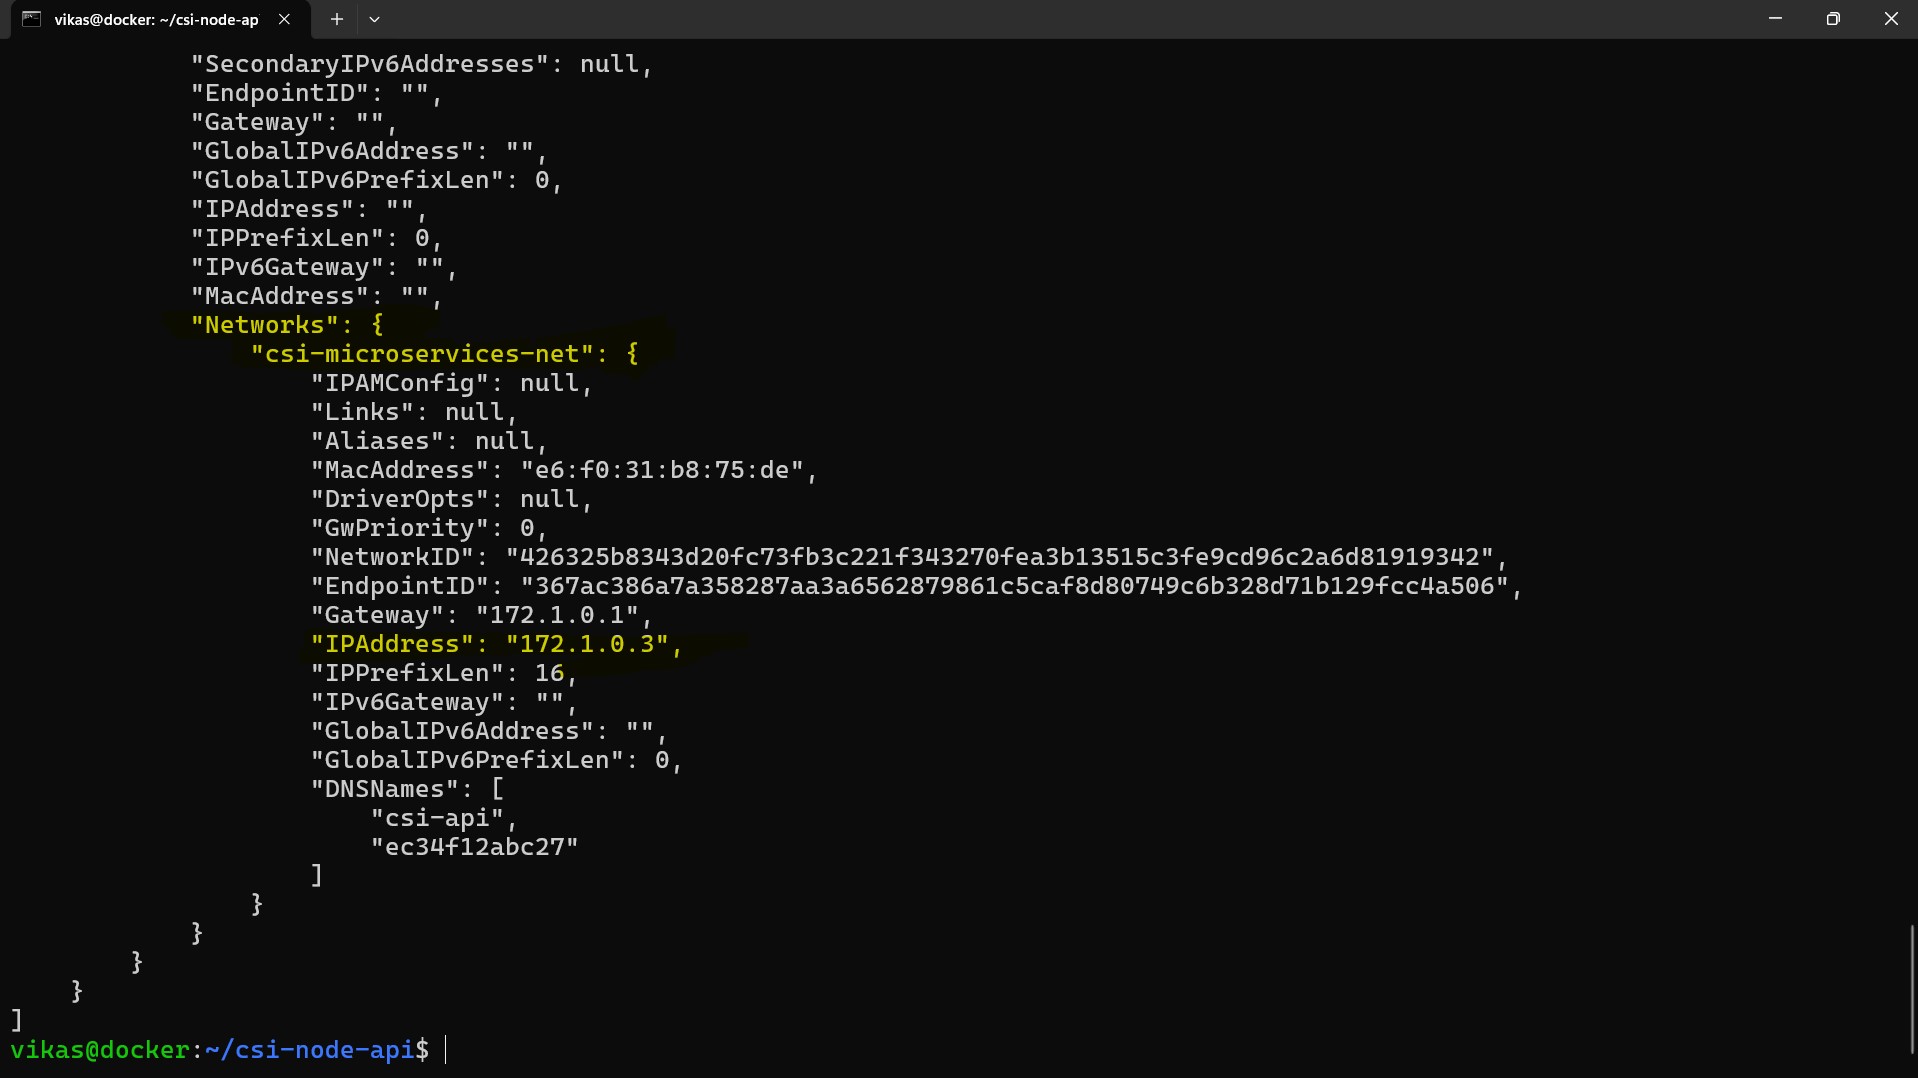 vikas@docker: ~/csi-node-ap
"SecondaryIPv6Addresses": null,
"EndpointID": "",
"Gateway": "",
"GlobalIPv6Address": "",
"GlobalIPv6PrefixLen": 0,
"IPAddress": "",
"IPPrefixLen": 0,
"IPv6Gateway": "",
"MacAddress": "",
"Networks": {
"csi-microservices-net": {
"IPAMConfig": null,
"Links": null,
"Aliases": null,
"MacAddress": "e6:f0:31:b8:75:de",
"DriverOpts": null,
"GwPriority": 0,
"NetworkID": "426325b8343d20fc73fb3c221f343270fea3b13515c3fe9cd96c2a6d81919342",
"EndpointID": "367ac386a7a358287aa3a6562879861c5caf8d80749c6b328d71b129fcc4a506",
"Gateway": "172.1.0.1",
"IPAddress": "172.1.0.3",
"IPPrefixLen": 16,
"IPv6Gateway": "",
"GlobalIPv6Address": "",
"GlobalIPv6PrefixLen": 0,
"DNSNames": [
"csi-api",
"ec34f12abc27"
]
}
}
}
}
]
vikas@docker:~/csi-node-api$